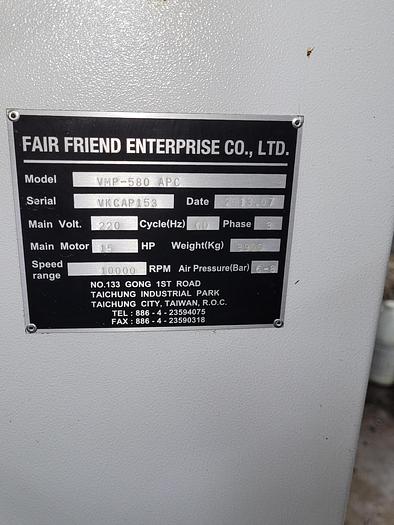 FAIR FRIEND ENTERPRISE CO., LTD.
Model VMP-580 APC
Serial VKCAP153 Date
Main Volt. 220 Cycle(Hz) 60 Phase 3
Main Motor 15 HP Weight(Kg)
Speed range 10000 RPM Air Pressure(Bar) 6-8
NO.133 GONG 1ST ROAD
TAICHUNG INDUSTRIAL PARK
TAICHUNG CITY, TAIWAN, R.O.C.
TEL : 886 - 4 - 23594075
FAX : 886 - 4 - 23590318